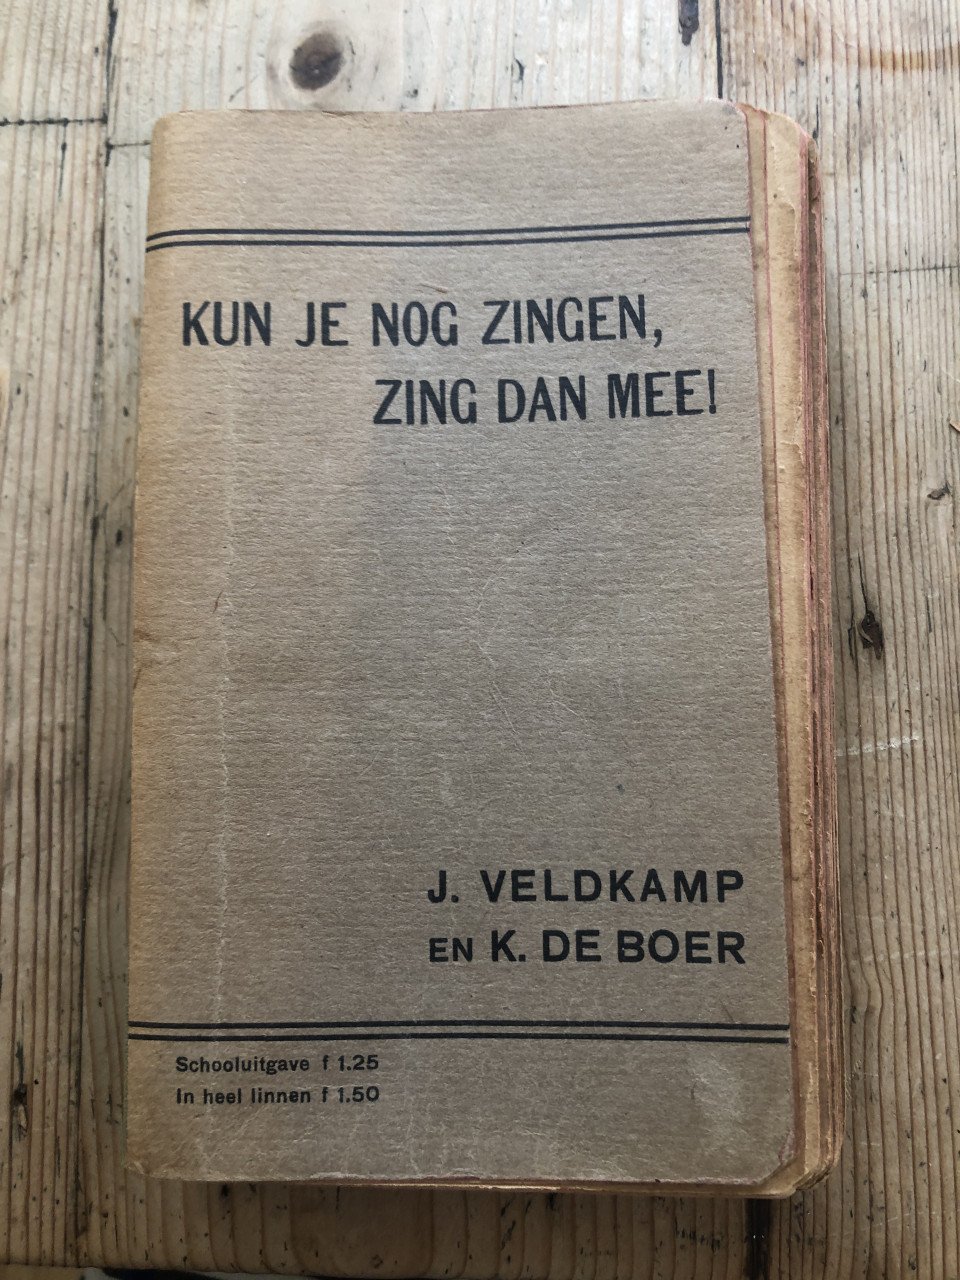 KUN JE NOG ZINGEN,
ZING DAN MEE!
J. VELDKAMP
EN K. DE BOER
Schooluitgave f 1.25
In heel linnen f 1.50